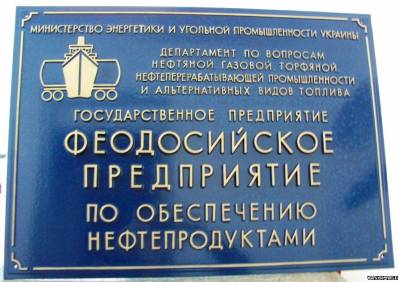 МИНИСТЕРСТВО ЭНЕРГЕТИКИ И УГОЛЬНОЙ ПРОМЫШЛЕННОСТИ УКРАИНЫ
ДЕПАРТАМЕНТ ПО ВОПРОСАМ
НЕФТЯНОЙ ГАЗОВОЙ ТОРФЯНОЙ,
НЕФТЕПЕРЕРАБАТЫВАЮЩЕЙ ПРОМЫШЛЕННОСТИ
И АЛЬТЕРНАТИВНЫХ ВИДОВ ТОПЛИВА
ГОСУДАРСТВЕННОЕ ПРЕДПРИЯТИЕ
ФЕОДОСИЙСКОЕ
ПРЕДПРИЯТИЕ
ПО ОБЕСПЕЧЕНИЮ
НЕФТЕПРОДУКТАМИ